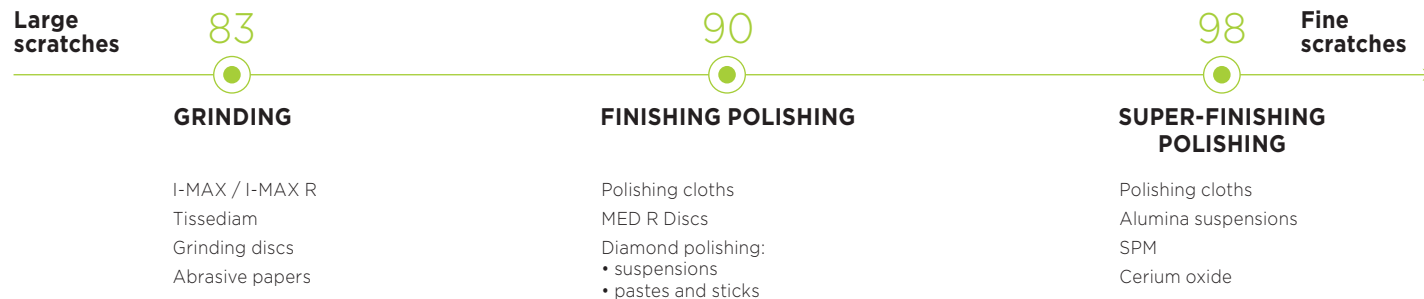 Large
scratches
83
90
98
Fine
scratches
GRINDING
I-MAX / I-MAX R
Tissediam
Grinding discs
Abrasive papers
FINISHING POLISHING
Polishing cloths
MED R Discs
Diamond polishing:
• suspensions
• pastes and sticks
SUPER-FINISHING
POLISHING
Polishing cloths
Alumina suspensions
SPM
Cerium oxide